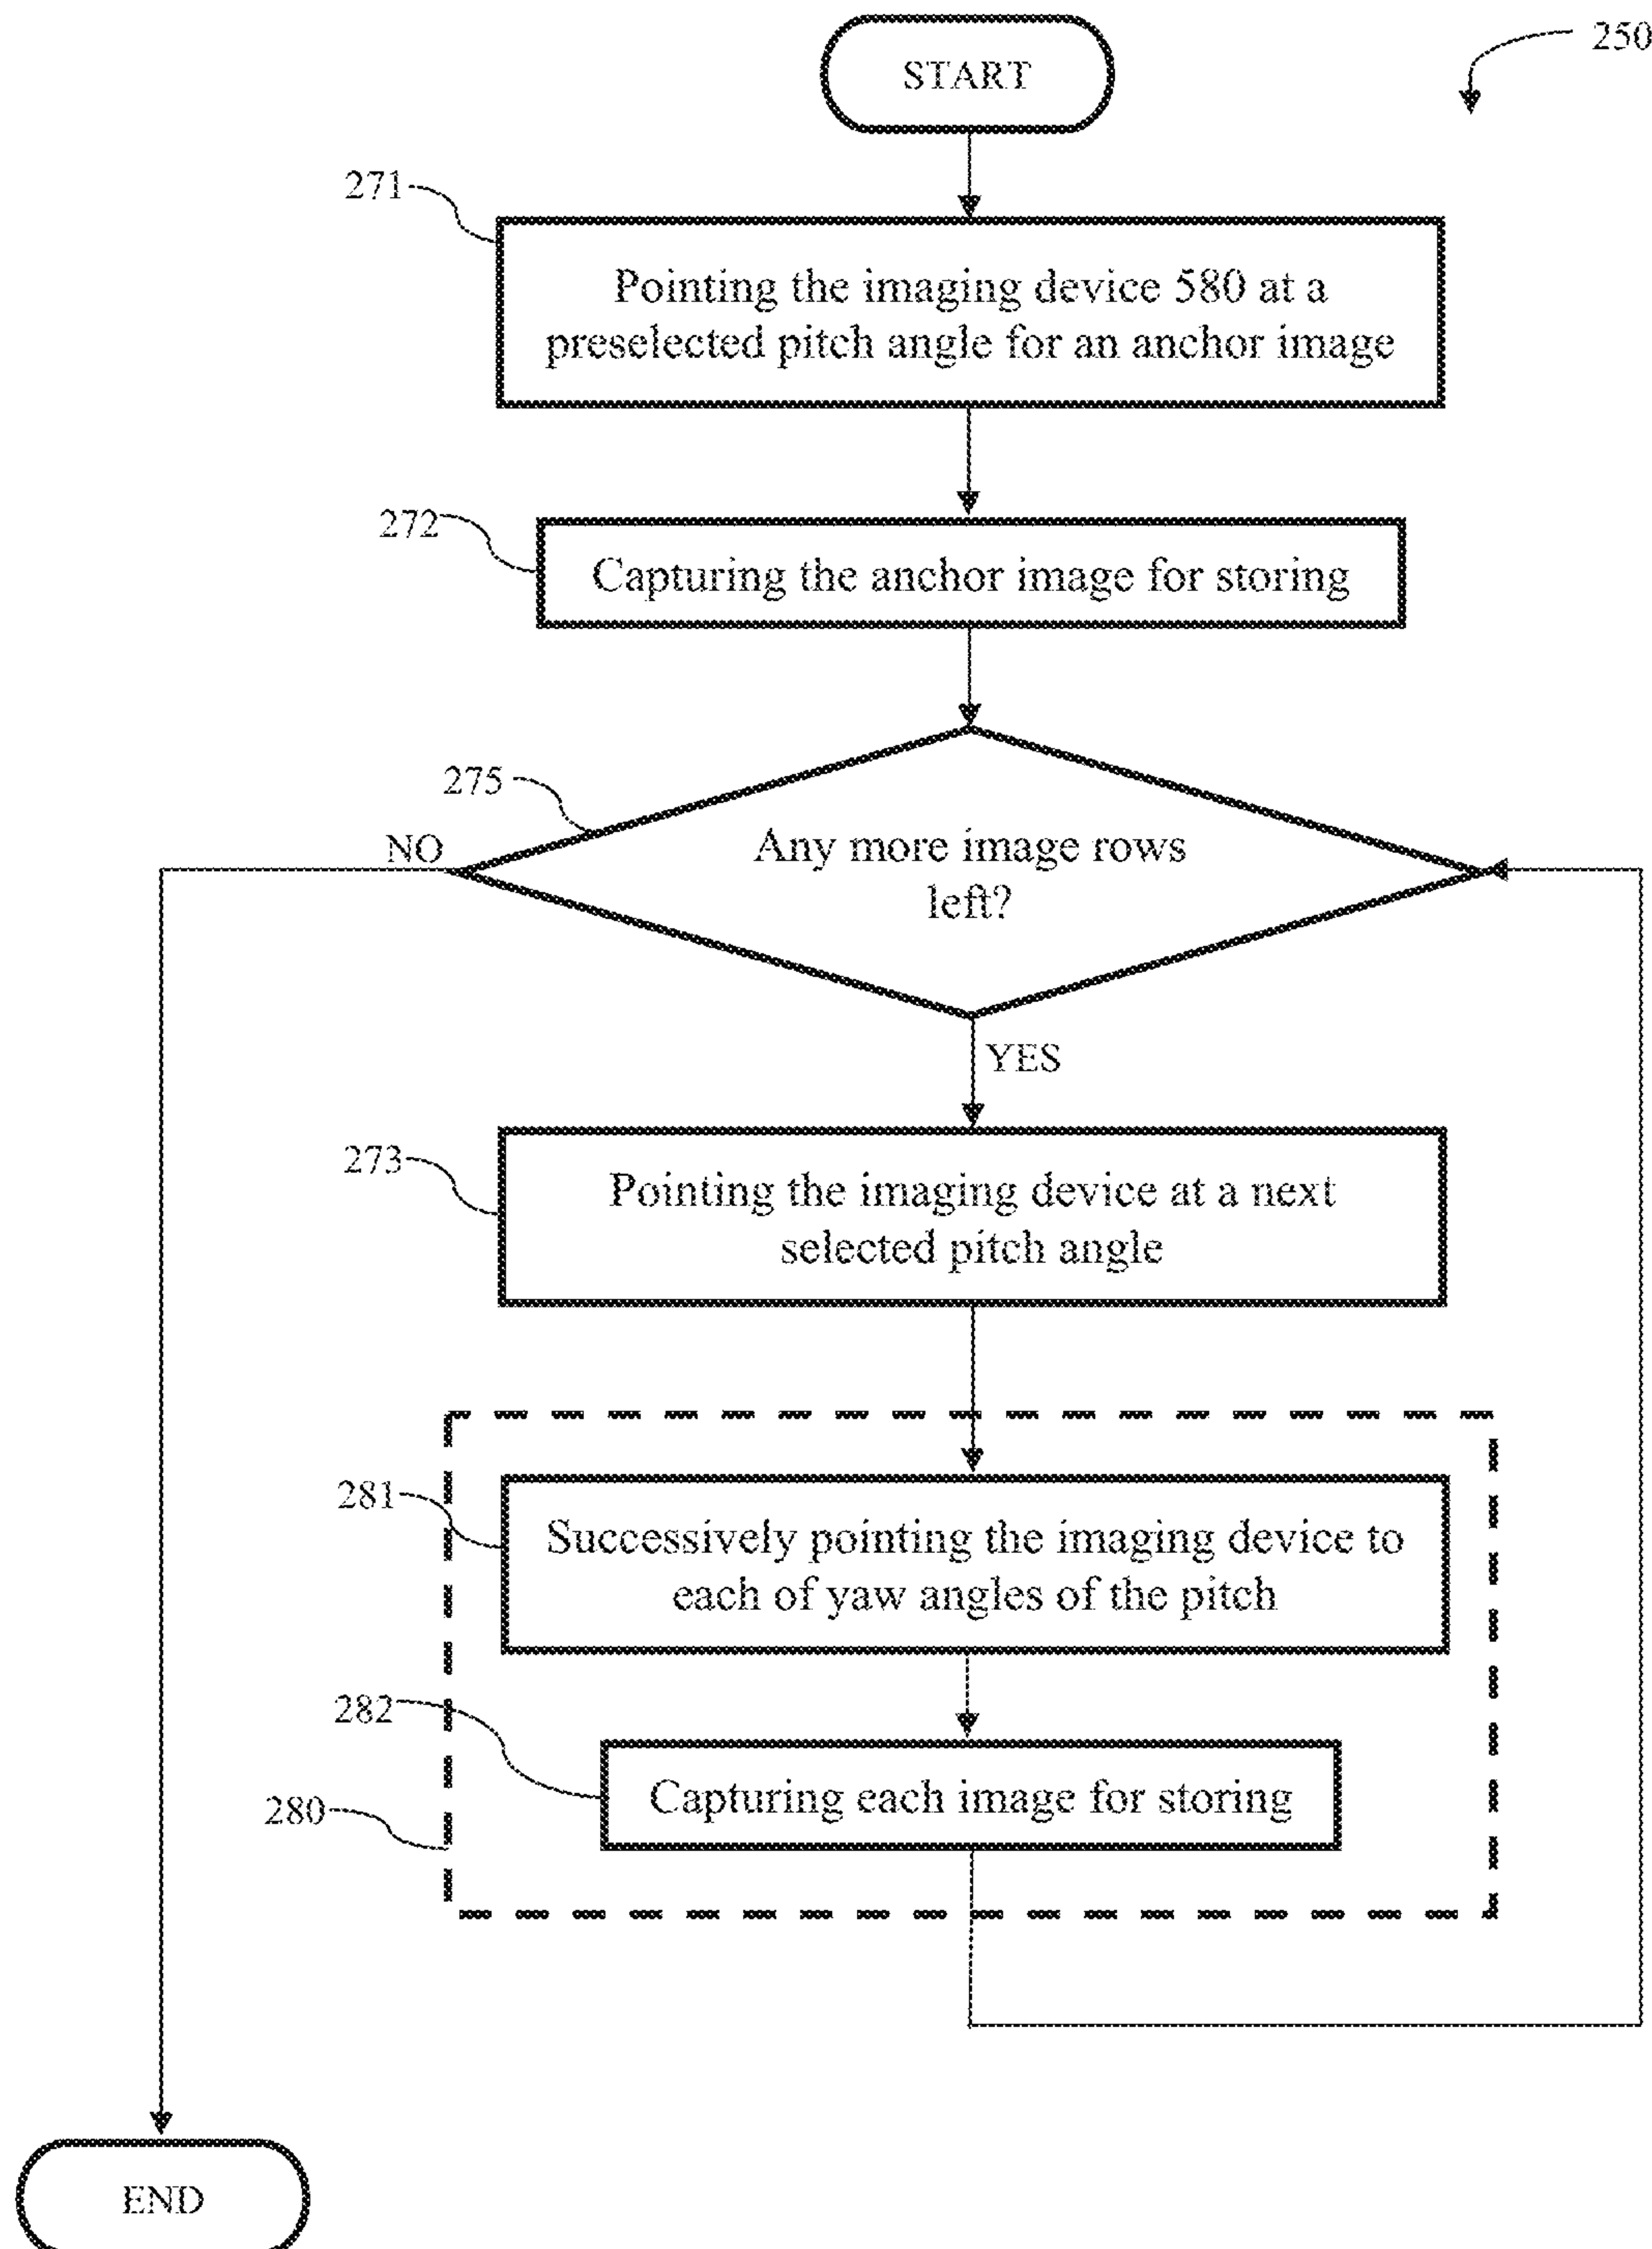 250
START
271
Pointing the imaging device 580 at a
preselected pitch angle for an anchor image
272
Capturing the anchor image for storing
275
NO
Any more image rows
left?
YES
273
Pointing the imaging device at a next
selected pitch angle
281
Successively pointing the imaging device to
each of yaw angles of the pitch
282
Capturing each image for storing
280
END